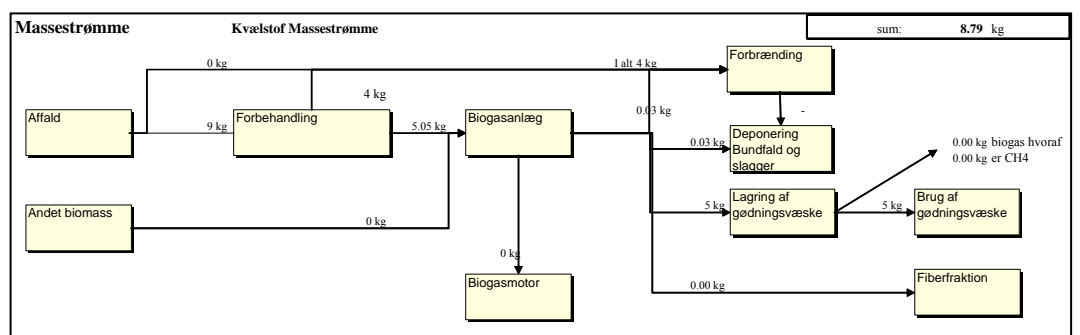 Massestrømme
Kvælstof Massestrømme
sum: 8.79 kg
0 kg
I alt 4 kg
Forbrænding
4 kg
0.03 kg
-
Affald
9 kg
Forbehandling
5.05 kg
Biogasanlæg
0.03 kg
Deponering
Bundfald og
slagger
0.00 kg biogas hvoraf
0.00 kg er CH4
Andet biomass
0 kg
5 kg
Lagring af
gødningsvæske
5 kg
Brug af
gødningsvæske
0 kg
Biogasmotor
0.00 kg
Fiberfraktion